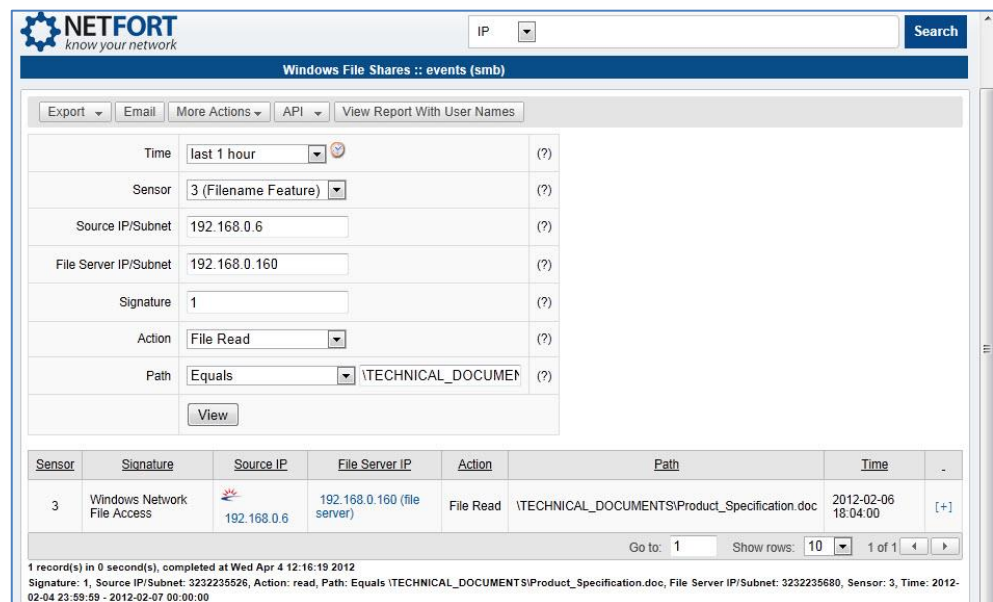 NETFORT
know your network
IP
Search
Windows File Shares :: events (smb)
Export
Email
More Actions
API
View Report With User Names
Time
last 1 hour
(?)
Sensor
3 (Filename Feature)
(?)
Source IP/Subnet
192.168.0.6
(?)
File Server IP/Subnet
192.168.0.160
(?)
Signature
1
(?)
Action
File Read
(?)
Path
Equals
\TECHNICAL_DOCUMEN
(?)
View
Sensor
Signature
Source IP
File Server IP
Action
Path
Time
-
3
Windows Network
File Access
192.168.0.6
192.168.0.160 (file
server)
File Read
\TECHNICAL_DOCUMENTS\Product_Specification.doc
2012-02-06
18:04:00
[+]
Go to: 1
Show rows: 10
1 of 1
1 record(s) in 0 second(s), completed at Wed Apr 4 12:16:19 2012
Signature: 1, Source IP/Subnet: 3232235526, Action: read, Path: Equals \TECHNICAL_DOCUMENTS\Product_Specification.doc, File Server IP/Subnet: 3232235680, Sensor: 3, Time: 2012-
02-04 23:59:59 - 2012-02-07 00:00:00